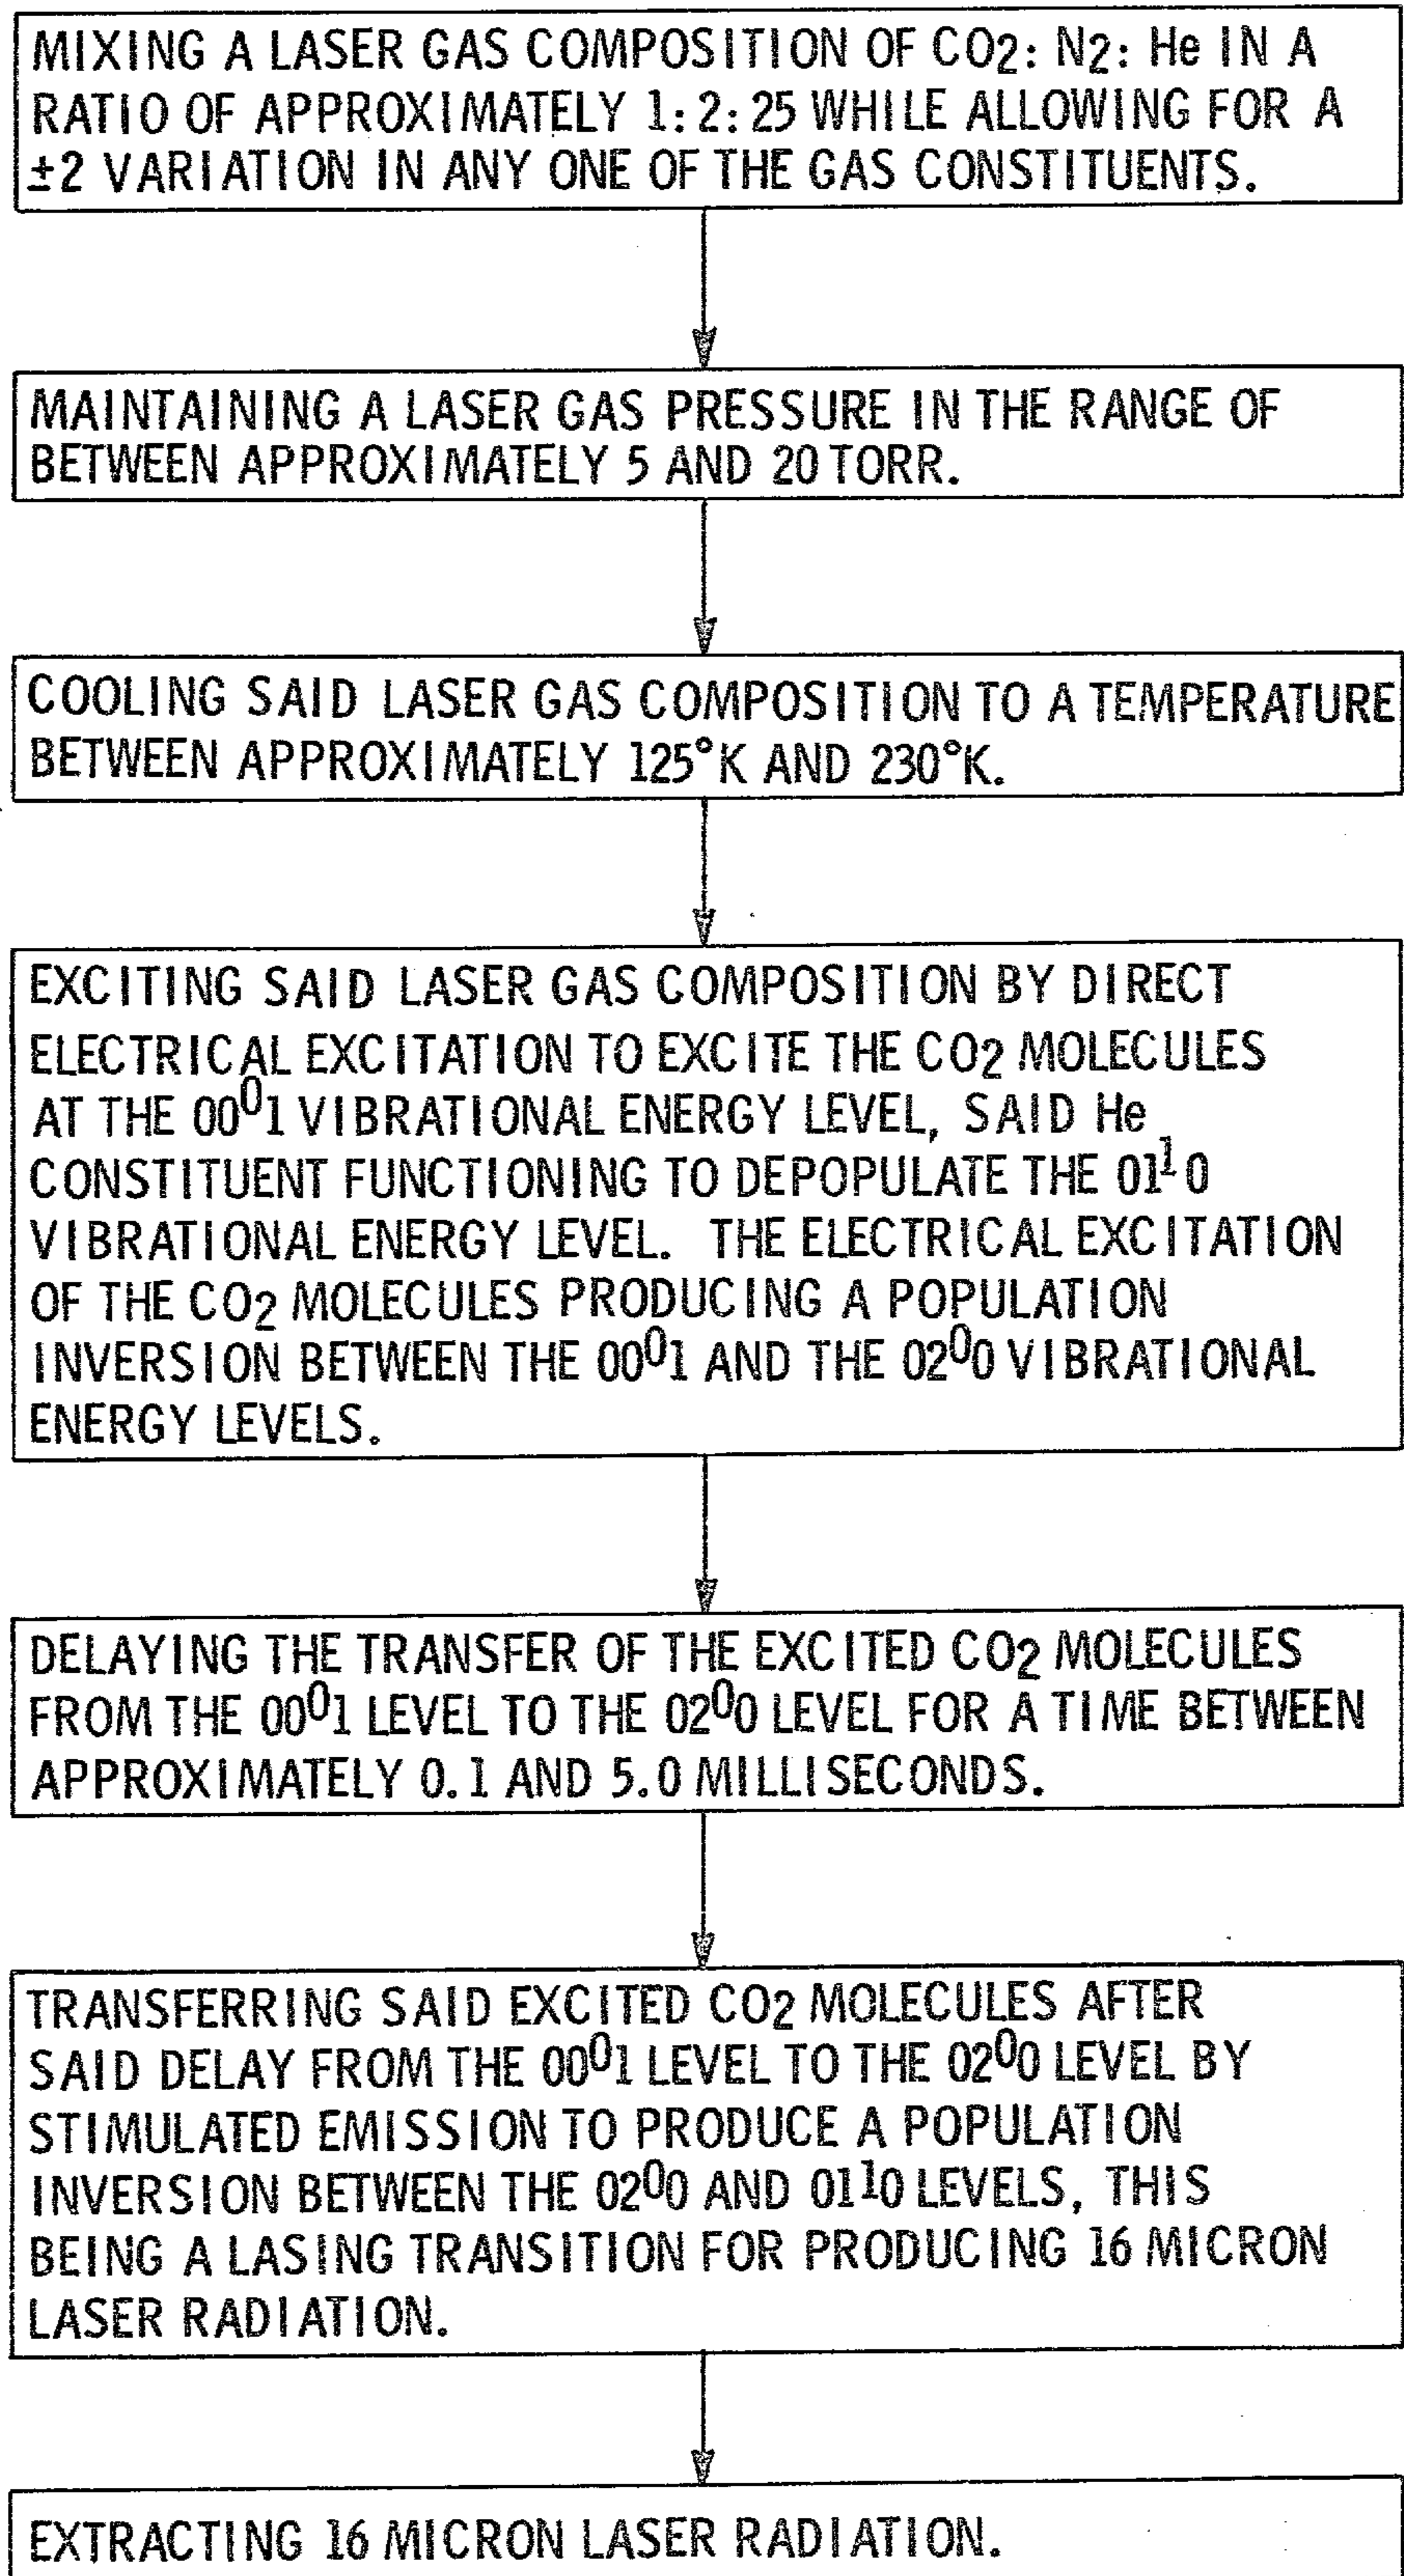 MIXING A LASER GAS COMPOSITION OF CO2: N2: He IN A
RATIO OF APPROXIMATELY 1: 2: 25 WHILE ALLOWING FOR A
±2 VARIATION IN ANY ONE OF THE GAS CONSTITUENTS.
MAINTAINING A LASER GAS PRESSURE IN THE RANGE OF
BETWEEN APPROXIMATELY 5 AND 20 TORR.
COOLING SAID LASER GAS COMPOSITION TO A TEMPERATURE
BETWEEN APPROXIMATELY 125°K AND 230°K.
EXCITING SAID LASER GAS COMPOSITION BY DIRECT
ELECTRICAL EXCITATION TO EXCITE THE CO2 MOLECULES
AT THE 00⁰1 VIBRATIONAL ENERGY LEVEL, SAID He
CONSTITUENT FUNCTIONING TO DEPOPULATE THE 01¹0
VIBRATIONAL ENERGY LEVEL. THE ELECTRICAL EXCITATION
OF THE CO2 MOLECULES PRODUCING A POPULATION
INVERSION BETWEEN THE 00⁰1 AND THE 02⁰0 VIBRATIONAL
ENERGY LEVELS.
DELAYING THE TRANSFER OF THE EXCITED CO2 MOLECULES
FROM THE 00⁰1 LEVEL TO THE 02⁰0 LEVEL FOR A TIME BETWEEN
APPROXIMATELY 0.1 AND 5.0 MILLISECONDS.
TRANSFERRING SAID EXCITED CO2 MOLECULES AFTER
SAID DELAY FROM THE 00⁰1 LEVEL TO THE 02⁰0 LEVEL BY
STIMULATED EMISSION TO PRODUCE A POPULATION
INVERSION BETWEEN THE 02⁰0 AND 01¹0 LEVELS, THIS
BEING A LASING TRANSITION FOR PRODUCING 16 MICRON
LASER RADIATION.
EXTRACTING 16 MICRON LASER RADIATION.